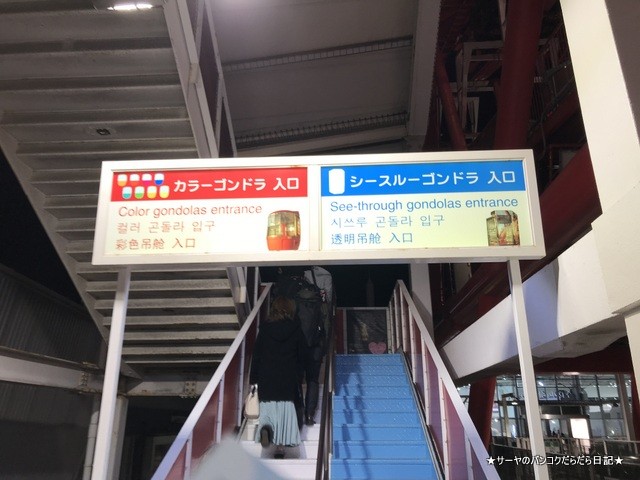 カラーゴンドラ 入口
Color gondolas entrance
컬러 곤돌라 입구
彩色吊舱 入口
シースルーゴンドラ 入口
See-through gondolas entrance
시쓰루 곤돌라 입구
透明吊舱 入口
★サーヤのバンコクだらだら日記★